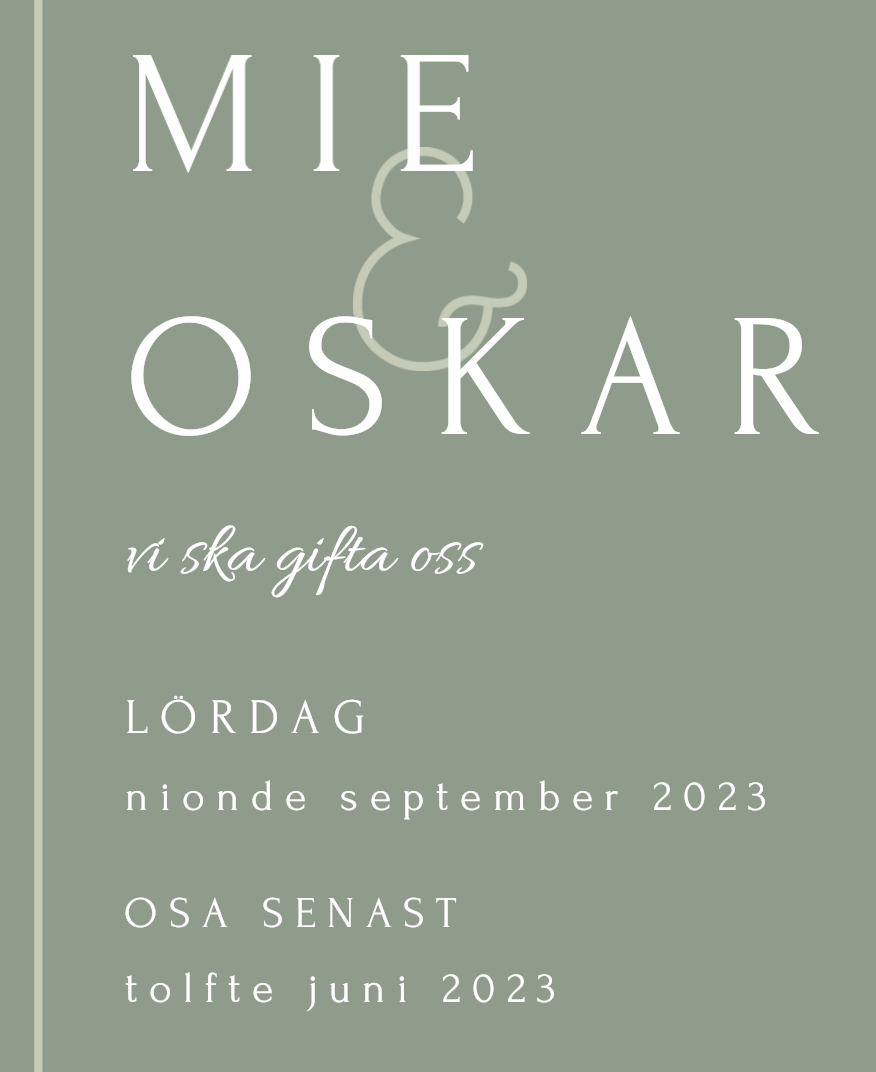 MIE
&
OSKAR
vi ska gifta oss
LÖRDAG
nionde september 2023
OSA SENAST
tolfte juni 2023